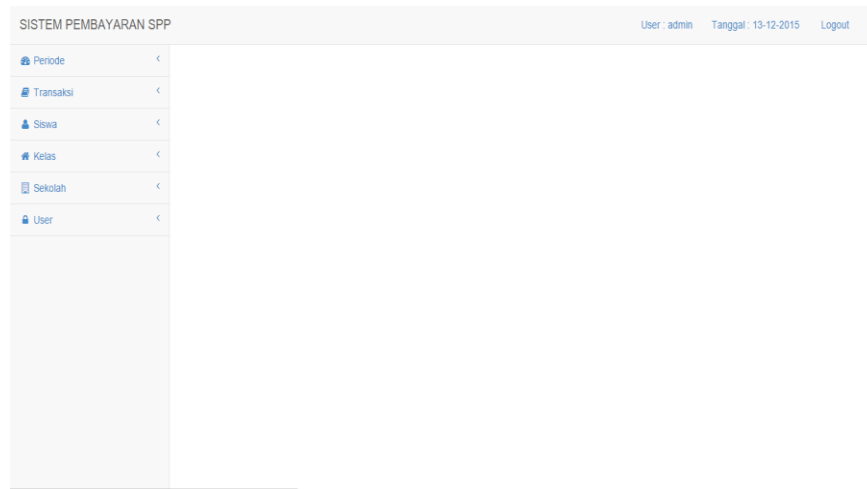 SISTEM PEMBAYARAN SPP
User : admin Tanggal : 13-12-2015 Logout
Periode
Transaksi
Siswa
Kelas
Sekolah
User